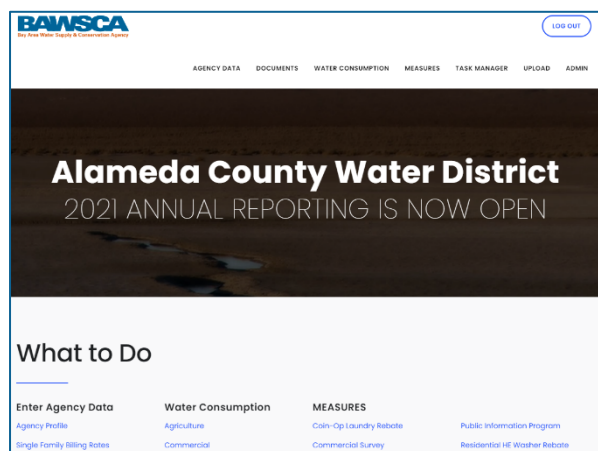 BAWSCA
Bay Area Water Supply & Conservation Agency
LOG OUT
AGENCY DATA DOCUMENTS WATER CONSUMPTION MEASURES TASK MANAGER UPLOAD ADMIN
Alameda County Water District
2021 ANNUAL REPORTING IS NOW OPEN
What to Do
Enter Agency Data Water Consumption MEASURES
Agency Profile Agriculture Coin-Op Laundry Rebate Public Information Program
Single Family Billing Rates Commercial Commercial Survey Residential HE Washer Rebate